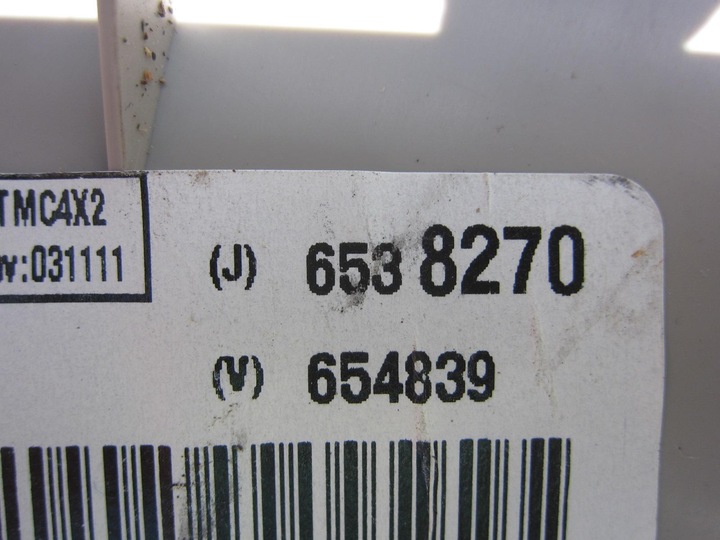 TMC4X2
:031111
(J) 653 8270
(V) 654839